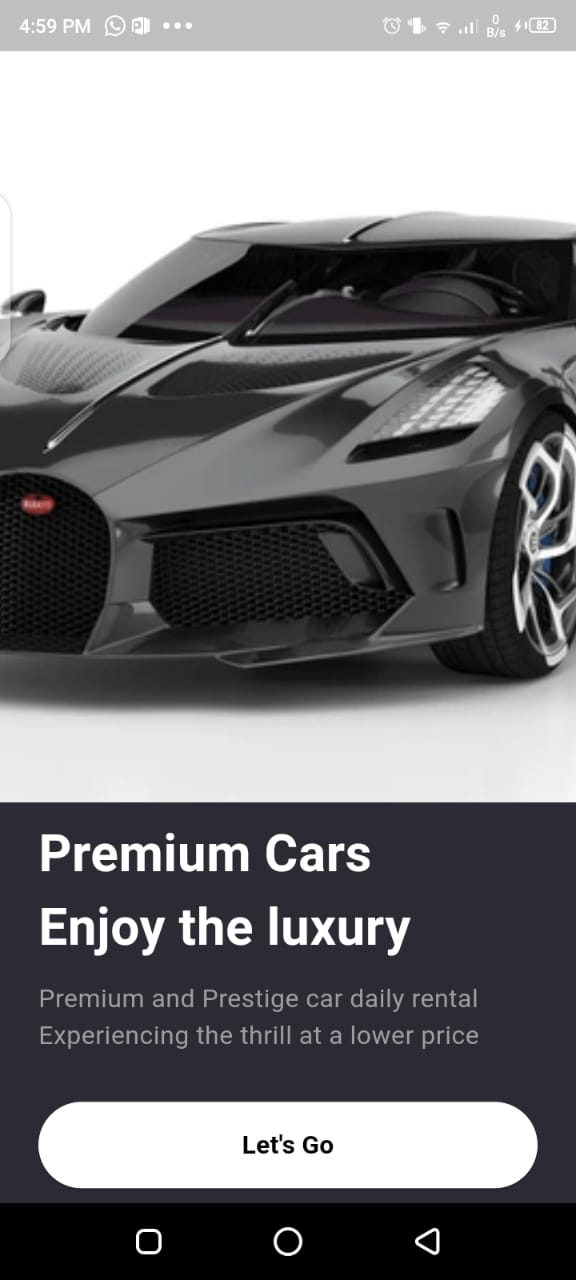 4:59 PM
0
B/s
82
Premium Cars
Enjoy the luxury
Premium and Prestige car daily rental
Experiencing the thrill at a lower price
Let's Go